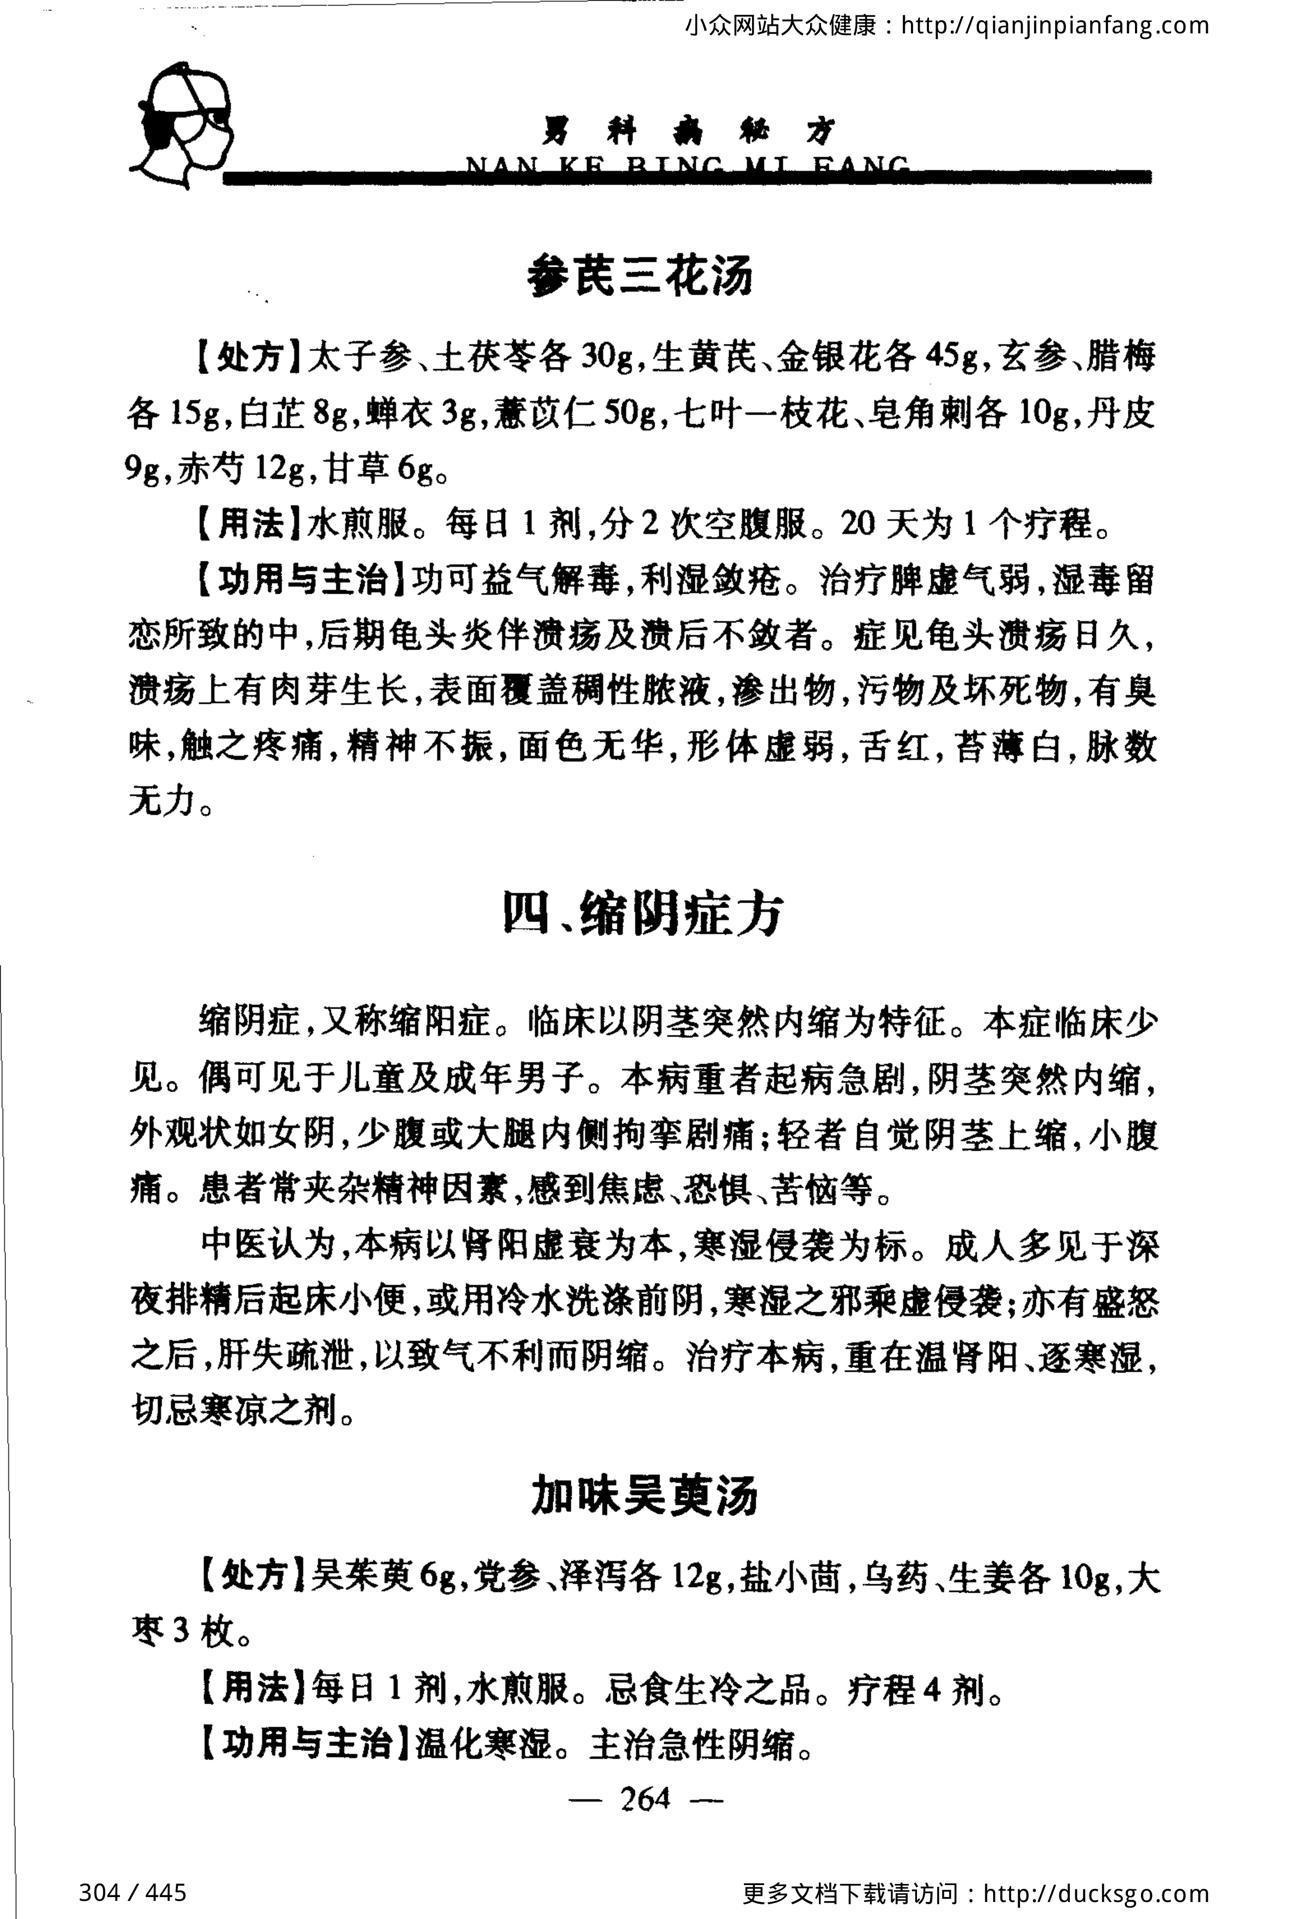 小众网站大众健康：http://qianjinpianfang.com
男科病秘方
NAN KE BING MI FANG
参芪三花汤
【处方】太子参、土茯苓各 30g，生黄芪、金银花各 45g，玄参、腊梅
各 15g，白芷 8g，蝉衣 3g，薏苡仁 50g，七叶一枝花、皂角刺各 10g，丹皮
9g，赤芍 12g，甘草 6g。
【用法】水煎服。每日 1 剂，分 2 次空腹服。20 天为 1 个疗程。
【功用与主治】功可益气解毒，利湿敛疮。治疗脾虚气弱，湿毒留
恋所致的中，后期龟头炎伴溃疡及溃后不敛者。症见龟头溃疡日久，
溃疡上有肉芽生长，表面覆盖稠性脓液，渗出物，污物及坏死物，有臭
味，触之疼痛，精神不振，面色无华，形体虚弱，舌红，苔薄白，脉数
无力。
四、缩阴症方
缩阴症，又称缩阳症。临床以阴茎突然内缩为特征。本症临床少
见。偶可见于儿童及成年男子。本病重者起病急剧，阴茎突然内缩，
外观状如女阴，少腹或大腿内侧拘挛剧痛；轻者自觉阴茎上缩，小腹
痛。患者常夹杂精神因素，感到焦虑、恐惧、苦恼等。
中医认为，本病以肾阳虚衰为本，寒湿侵袭为标。成人多见于深
夜排精后起床小便，或用冷水洗涤前阴，寒湿之邪乘虚侵袭；亦有盛怒
之后，肝失疏泄，以致气不利而阴缩。治疗本病，重在温肾阳、逐寒湿，
切忌寒凉之剂。
加味吴萸汤
【处方】吴茱萸 6g，党参、泽泻各 12g，盐小茴，乌药、生姜各 10g，大
枣 3 枚。
【用法】每日 1 剂，水煎服。忌食生冷之品。疗程 4 剂。
【功用与主治】温化寒湿。主治急性阴缩。
— 264 —
304 / 445
更多文档下载请访问：http://ducksgo.com